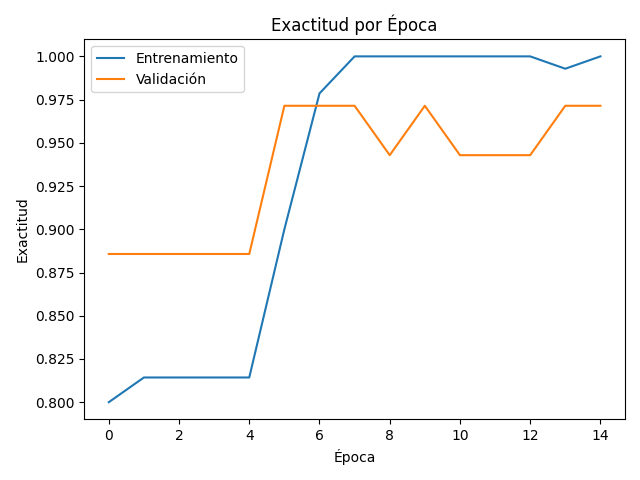 Exactitud por Época
Entrenamiento
Validación
1.000
0.975
0.950
0.925
0.900
0.875
0.850
0.825
0.800
Exactitud
0 2 4 6 8 10 12 14
Época